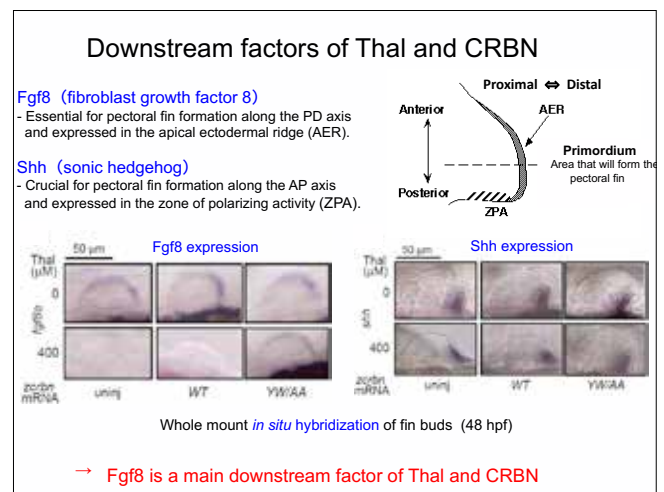 Downstream factors of Thal and CRBN
Fgf8（fibroblast growth factor 8）
- Essential for pectoral fin formation along the PD axis
and expressed in the apical ectodermal ridge (AER).
Shh（sonic hedgehog）
- Crucial for pectoral fin formation along the AP axis
and expressed in the zone of polarizing activity (ZPA).
Proximal ⇔ Distal
Anterior
AER
Primordium
Area that will form the
pectoral fin
Posterior
ZPA
Fgf8 expression
50 μm
Thal
(μM)
0
fgf8a
400
zcrbn
mRNA
uninj
WT
YW/AA
Shh expression
50 μm
Thal
(μM)
0
shh
400
zcrbn
mRNA
uninj
WT
YW/AA
Whole mount in situ hybridization of fin buds (48 hpf)
→ Fgf8 is a main downstream factor of Thal and CRBN